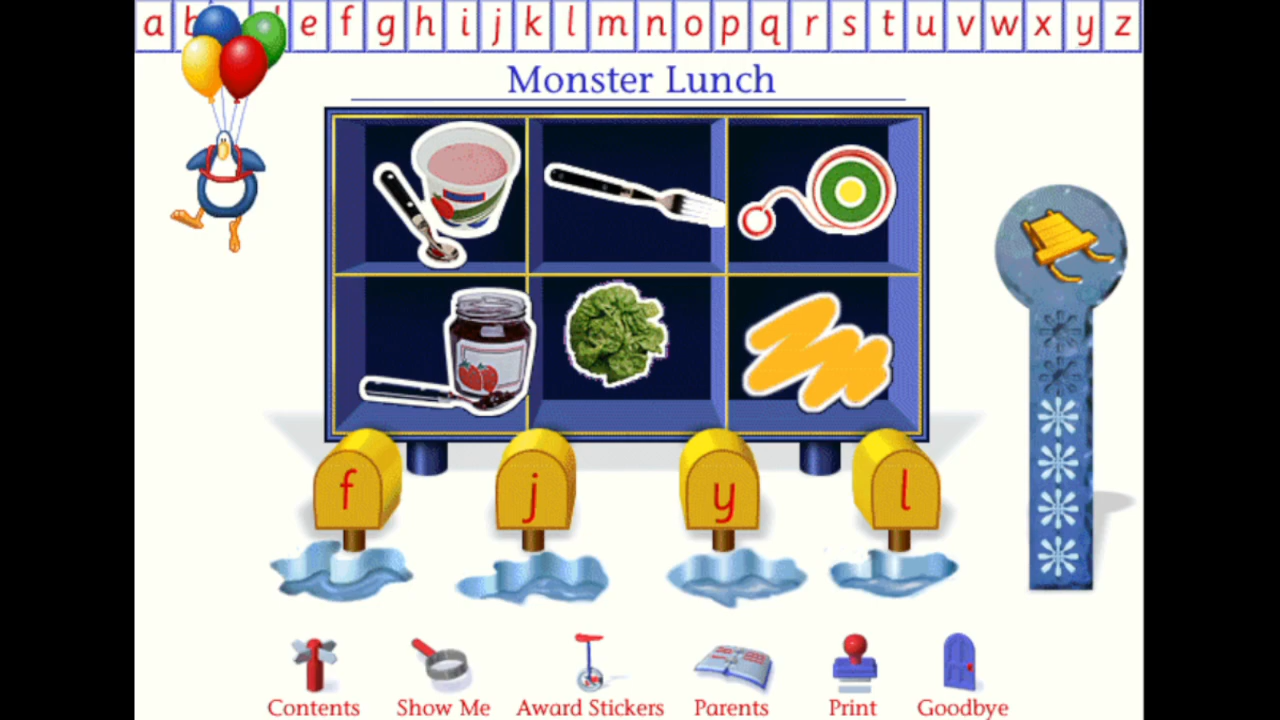 a b d e f g h i j k l m n o p q r s t u v w x y z
Monster Lunch
f j y l
Contents Show Me Award Stickers Parents Print Goodbye